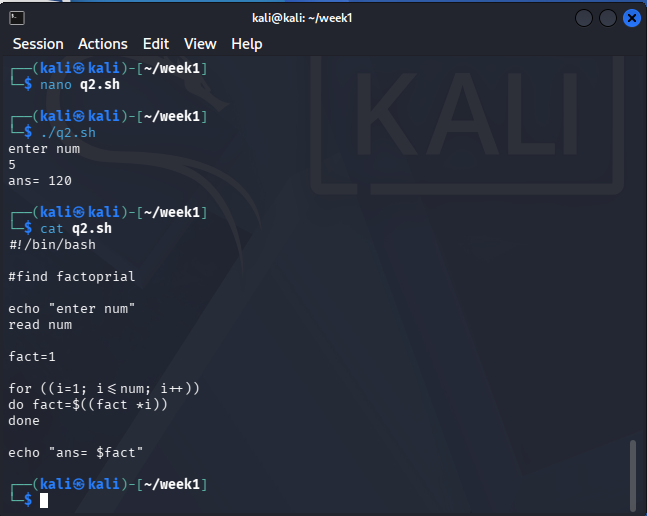 kali@kali: ~/week1
Session Actions Edit View Help
KALI
┌──(kali㉿kali)-[~/week1]
└─$ nano q2.sh
┌──(kali㉿kali)-[~/week1]
└─$ ./q2.sh
enter num
5
ans= 120
┌──(kali㉿kali)-[~/week1]
└─$ cat q2.sh
#!/bin/bash
#find factoprial
echo "enter num"
read num
fact=1
for ((i=1; i<=num; i++))
do fact=$((fact *i))
done
echo "ans= $fact"
┌──(kali㉿kali)-[~/week1]
└─$